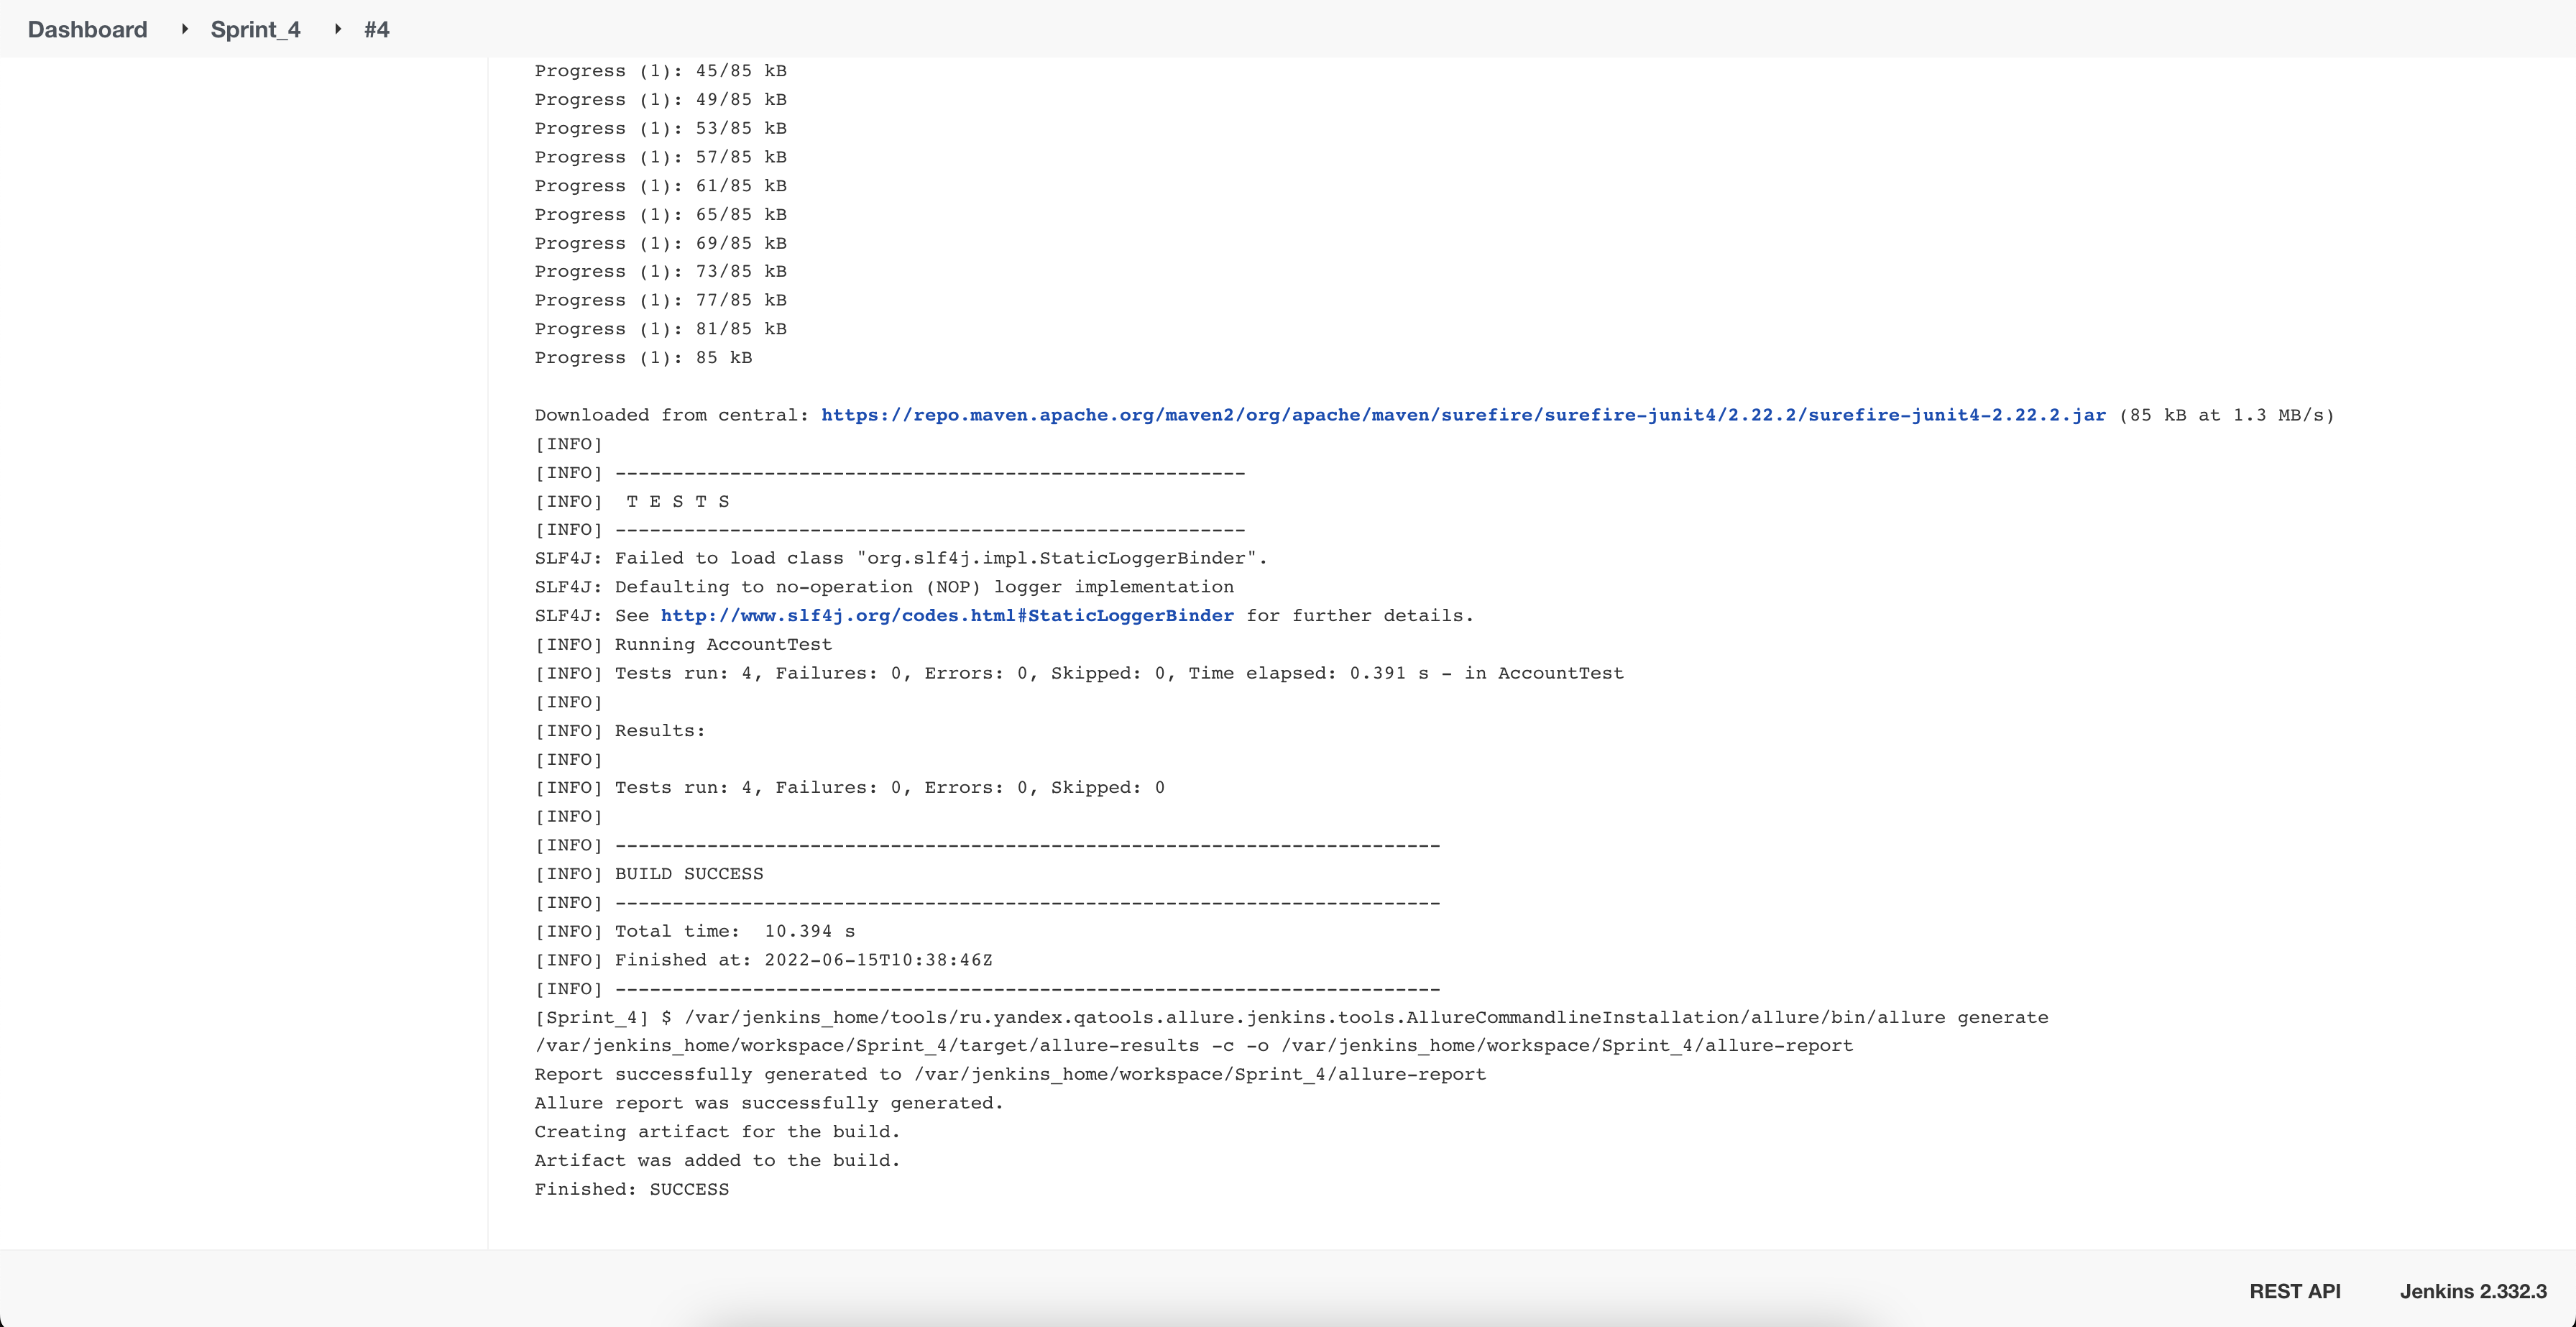 Dashboard ▸ Sprint_4 ▸ #4
Progress (1): 45/85 kB
Progress (1): 49/85 kB
Progress (1): 53/85 kB
Progress (1): 57/85 kB
Progress (1): 61/85 kB
Progress (1): 65/85 kB
Progress (1): 69/85 kB
Progress (1): 73/85 kB
Progress (1): 77/85 kB
Progress (1): 81/85 kB
Progress (1): 85 kB
Downloaded from central: https://repo.maven.apache.org/maven2/org/apache/maven/surefire/surefire-junit4/2.22.2/surefire-junit4-2.22.2.jar (85 kB at 1.3 MB/s)
[INFO]
[INFO] -------------------------------------------------------
[INFO]  T E S T S
[INFO] -------------------------------------------------------
SLF4J: Failed to load class "org.slf4j.impl.StaticLoggerBinder".
SLF4J: Defaulting to no-operation (NOP) logger implementation
SLF4J: See http://www.slf4j.org/codes.html#StaticLoggerBinder for further details.
[INFO] Running AccountTest
[INFO] Tests run: 4, Failures: 0, Errors: 0, Skipped: 0, Time elapsed: 0.391 s - in AccountTest
[INFO]
[INFO] Results:
[INFO]
[INFO] Tests run: 4, Failures: 0, Errors: 0, Skipped: 0
[INFO]
[INFO] ------------------------------------------------------------------------
[INFO] BUILD SUCCESS
[INFO] ------------------------------------------------------------------------
[INFO] Total time:  10.394 s
[INFO] Finished at: 2022-06-15T10:38:46Z
[INFO] ------------------------------------------------------------------------
[Sprint_4] $ /var/jenkins_home/tools/ru.yandex.qatools.allure.jenkins.tools.AllureCommandlineInstallation/allure/bin/allure generate
/var/jenkins_home/workspace/Sprint_4/target/allure-results -c -o /var/jenkins_home/workspace/Sprint_4/allure-report
Report successfully generated to /var/jenkins_home/workspace/Sprint_4/allure-report
Allure report was successfully generated.
Creating artifact for the build.
Artifact was added to the build.
Finished: SUCCESS
REST API Jenkins 2.332.3